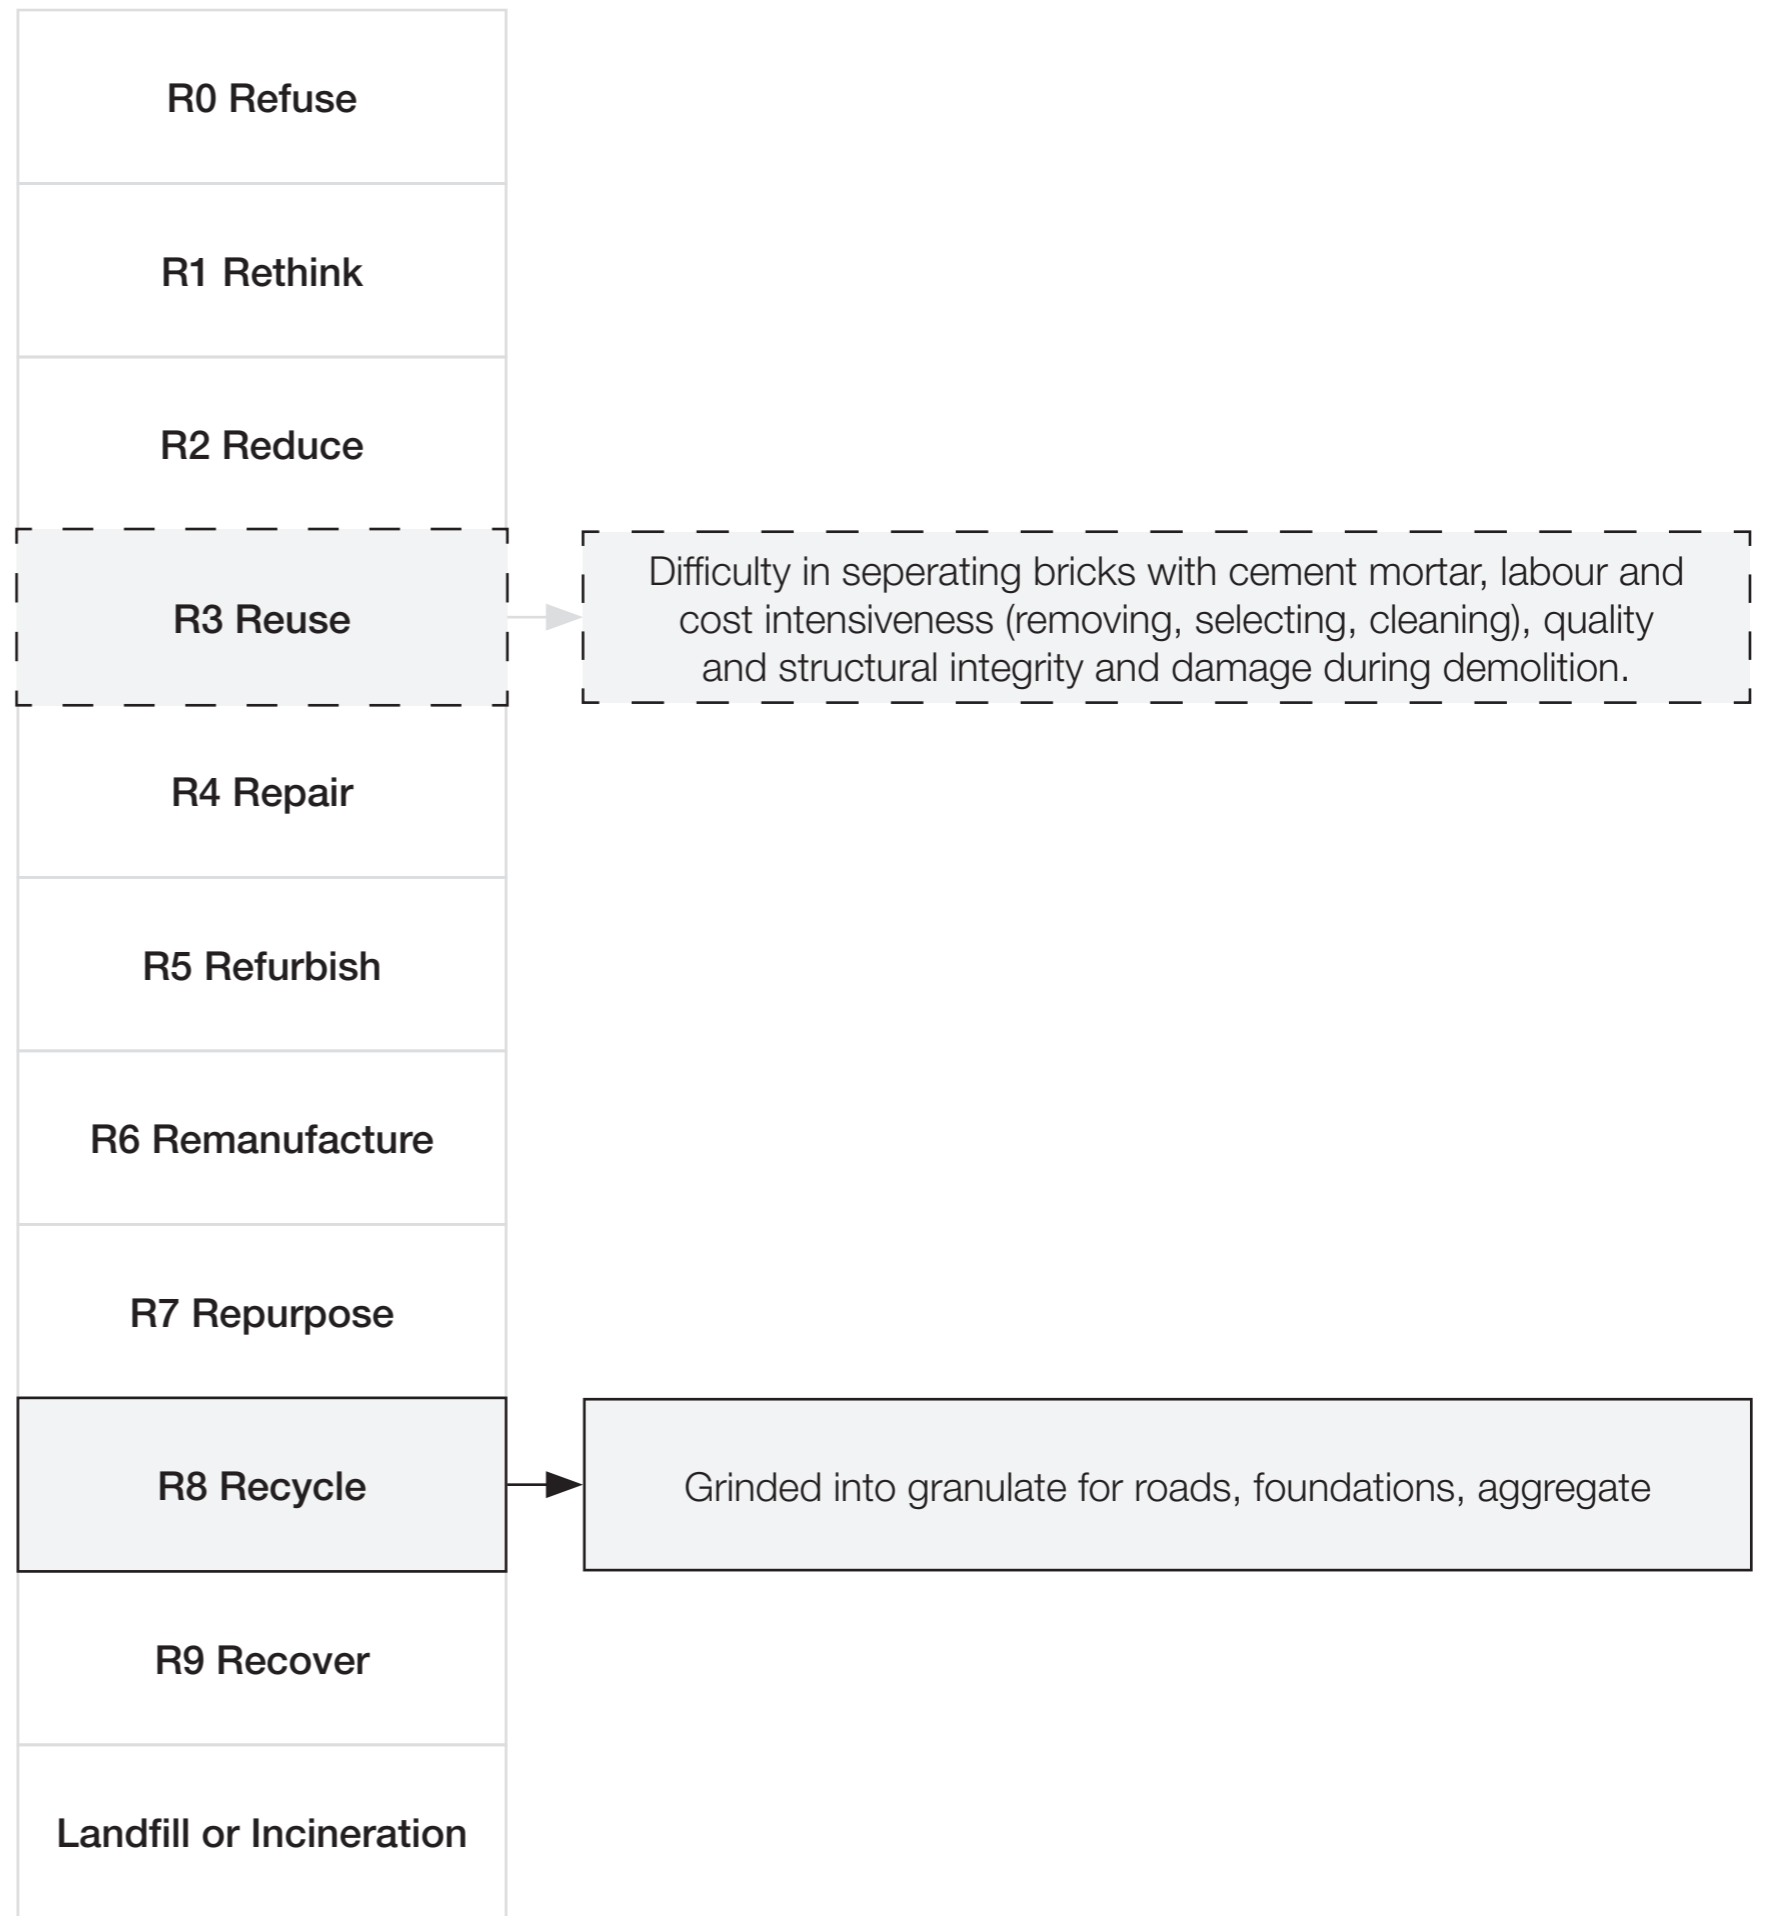 R0 Refuse
R1 Rethink
R2 Reduce
R3 Reuse
Difficulty in seperating bricks with cement mortar, labour and
cost intensiveness (removing, selecting, cleaning), quality
and structural integrity and damage during demolition.
R4 Repair
R5 Refurbish
R6 Remanufacture
R7 Repurpose
R8 Recycle
Grinded into granulate for roads, foundations, aggregate
R9 Recover
Landfill or Incineration